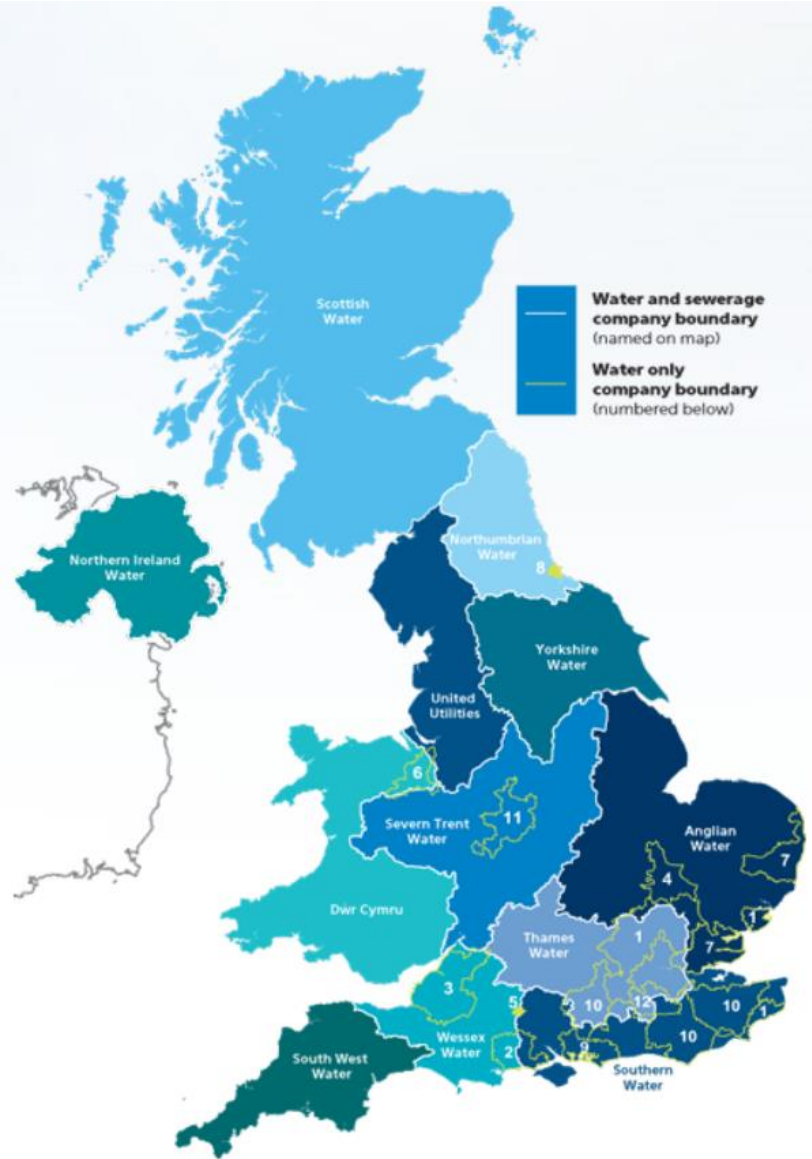 Scottish
Water
Water and sewerage
company boundary
(named on map)
Water only
company boundary
(numbered below)
Northumbrian
Water
8
Northern Ireland
Water
Yorkshire
Water
United
Utilities
6
11
Severn Trent
Water
Anglian
Water
7
4
Dwr Cymru
1
1
Thames
Water
7
3
5
10
12
10
1
10
9
2
Wessex
Water
South West
Water
Southern
Water